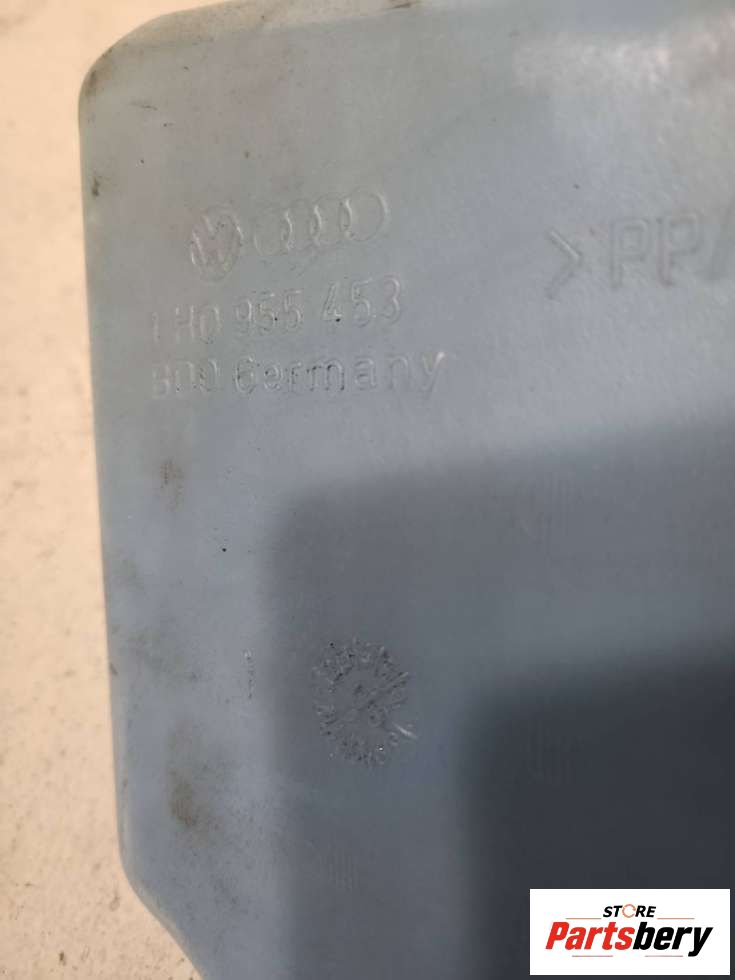 1H0 955 453
Germany
>PP/
STORE
Partsbery